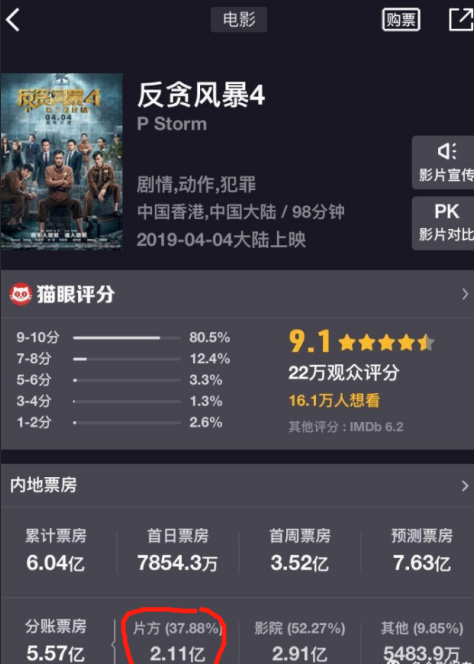 电影
购票
反贪风暴4
04.04
反贪风暴4
P Storm
剧情,动作,犯罪
中国香港,中国大陆 / 98分钟
2019-04-04大陆上映
影片宣传
PK
影片对比
猫眼评分
9-10分 80.5%
7-8分 12.4%
5-6分 3.3%
3-4分 1.3%
1-2分 2.6%
9.1
22万观众评分
16.1万人想看
其他评分 : IMDb 6.2
内地票房
累计票房 首日票房 首周票房 预测票房
6.04亿 7854.3万 3.52亿 7.63亿
分账票房 片方 (37.88%) 影院 (52.27%) 其他 (9.85%)
5.57亿 2.11亿 2.91亿 5483.9万